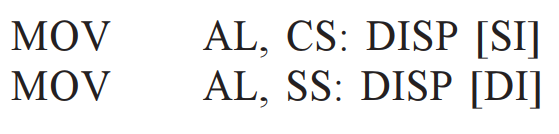 MOV AL, CS: DISP [SI]
MOV AL, SS: DISP [DI]